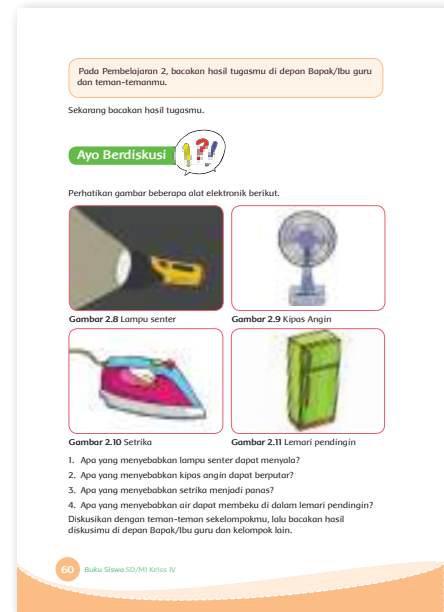 Pada Pembelajaran 2, bacakan hasil tugasmu di depan Bapak/Ibu guru
dan teman-temanmu.
Sekarang bacakan hasil tugasmu.
Ayo Berdiskusi
Perhatikan gambar beberapa alat elektronik berikut.
Gambar 2.8 Lampu senter
Gambar 2.9 Kipas Angin
Gambar 2.10 Setrika
Gambar 2.11 Lemari pendingin
1. Apa yang menyebabkan lampu senter dapat menyala?
2. Apa yang menyebabkan kipas angin dapat berputar?
3. Apa yang menyebabkan setrika menjadi panas?
4. Apa yang menyebabkan air dapat membeku di dalam lemari pendingin?
Diskusikan dengan teman-teman sekelompokmu, lalu bacakan hasil
diskusimu di depan Bapak/Ibu guru dan kelompok lain.
60 Buku Siswa SD/MI Kelas IV